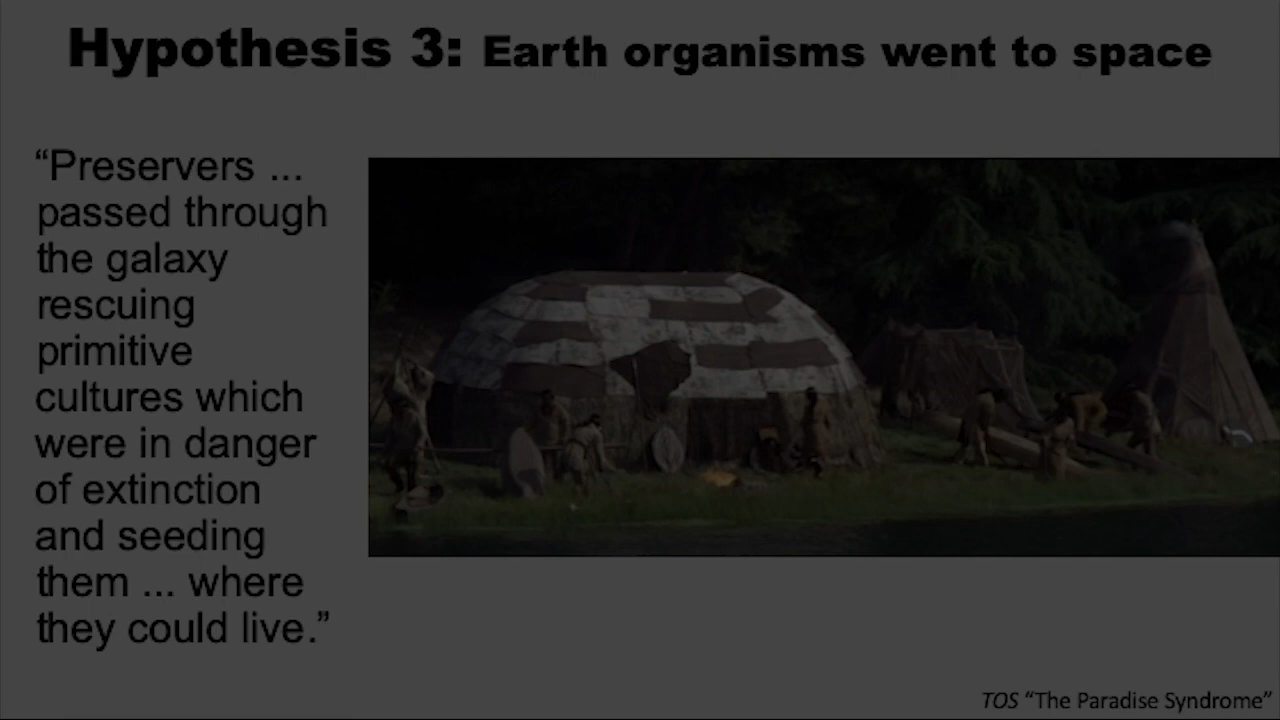 Hypothesis 3: Earth organisms went to space
“Preservers ...
passed through
the galaxy
rescuing
primitive
cultures which
were in danger
of extinction
and seeding
them ... where
they could live.”
TOS “The Paradise Syndrome”